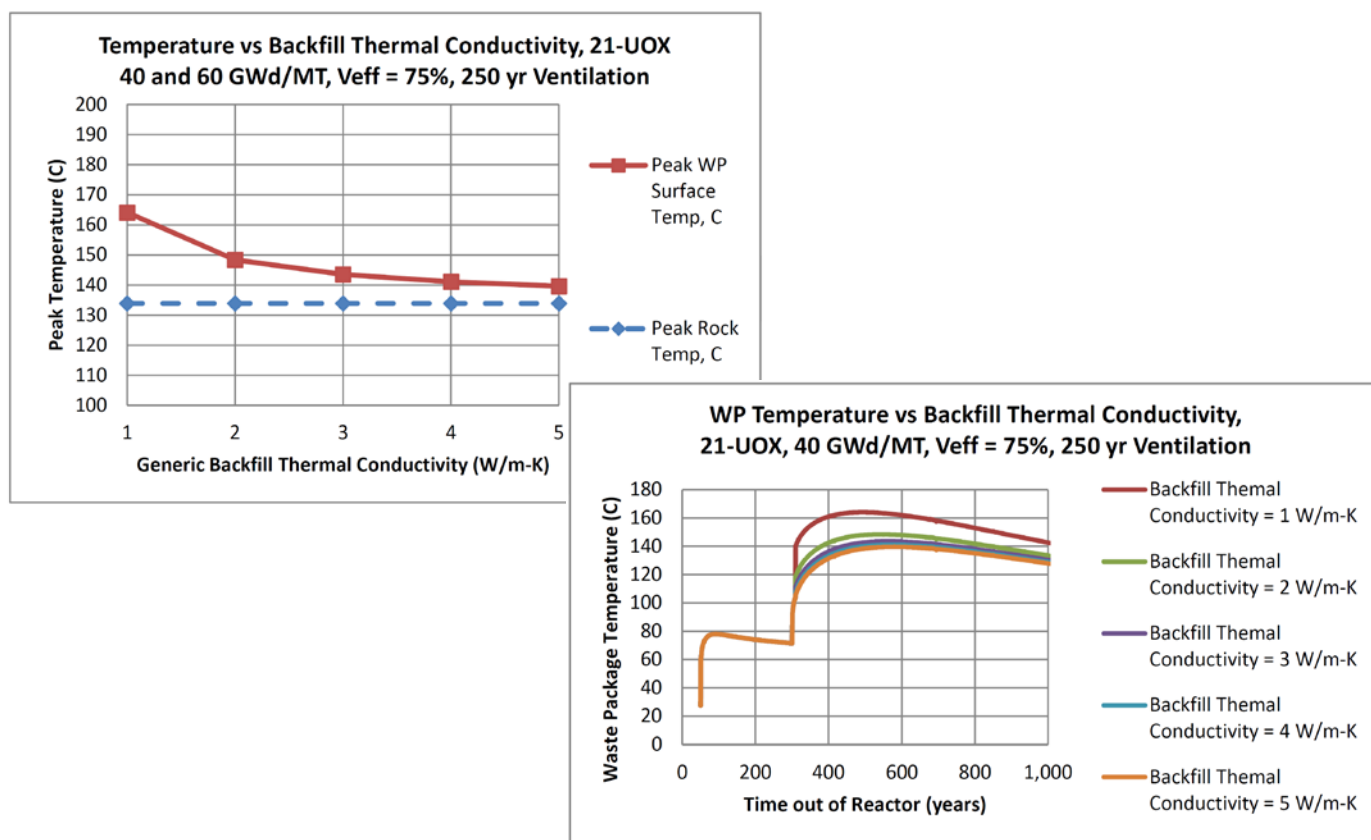 Temperature vs Backfill Thermal Conductivity, 21-UOX
40 and 60 GWd/MT, Veff = 75%, 250 yr Ventilation
200
190
180
170
160
150
140
130
120
110
100
Peak Temperature (C)
1 2 3 4 5
Generic Backfill Thermal Conductivity (W/m-K)
Peak WP
Surface
Temp, C
Peak Rock
Temp, C
WP Temperature vs Backfill Thermal Conductivity,
21-UOX, 40 GWd/MT, Veff = 75%, 250 yr Ventilation
180
160
140
120
100
80
60
40
20
0
Waste Package Temperature (C)
0 200 400 600 800 1,000
Time out of Reactor (years)
Backfill Themal
Conductivity = 1 W/m-K
Backfill Themal
Conductivity = 2 W/m-K
Backfill Themal
Conductivity = 3 W/m-K
Backfill Themal
Conductivity = 4 W/m-K
Backfill Themal
Conductivity = 5 W/m-K